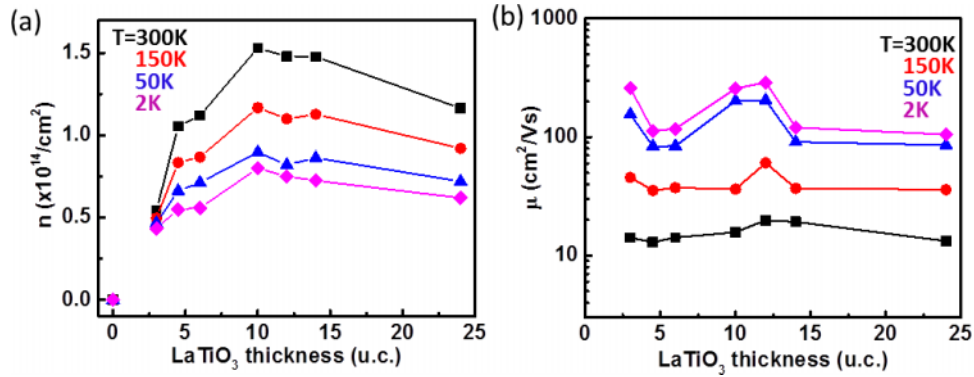 (a)
T=300K
150K
50K
2K
1.5
1.0
0.5
0.0
n (x10¹⁴/cm²)
0 5 10 15 20 25
LaTiO₃ thickness (u.c.)
(b)
1000
100
10
μ (cm²/Vs)
T=300K
150K
50K
2K
0 5 10 15 20 25
LaTiO₃ thickness (u.c.)